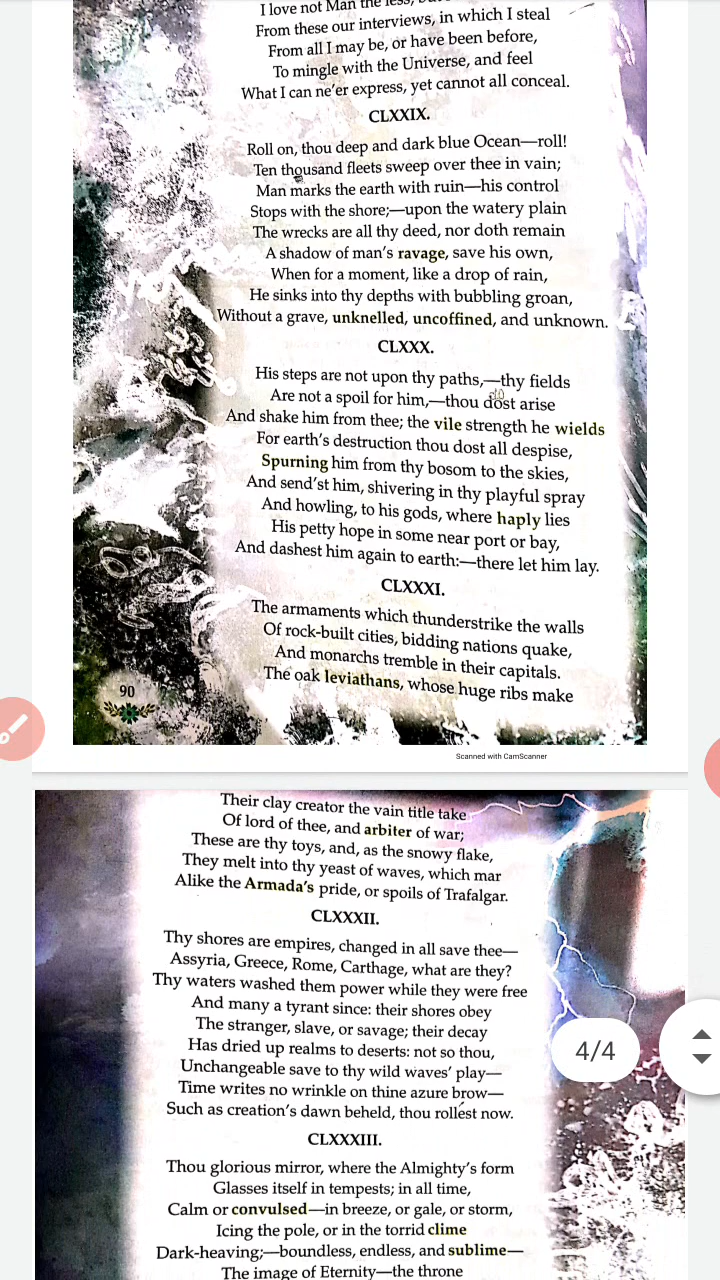 I love not Man the less,
From these our interviews, in which I steal
From all I may be, or have been before,
To mingle with the Universe, and feel
What I can ne'er express, yet cannot all conceal.
CLXXIX.
Roll on, thou deep and dark blue Ocean—roll!
Ten thousand fleets sweep over thee in vain;
Man marks the earth with ruin—his control
Stops with the shore;—upon the watery plain
The wrecks are all thy deed, nor doth remain
A shadow of man's ravage, save his own,
When for a moment, like a drop of rain,
He sinks into thy depths with bubbling groan,
Without a grave, unknelled, uncoffined, and unknown.
CLXXX.
His steps are not upon thy paths,—thy fields
Are not a spoil for him,—thou dost arise
And shake him from thee; the vile strength he wields
For earth's destruction thou dost all despise,
Spurning him from thy bosom to the skies,
And send'st him, shivering in thy playful spray
And howling, to his gods, where haply lies
His petty hope in some near port or bay,
And dashest him again to earth:—there let him lay.
CLXXXI.
The armaments which thunderstrike the walls
Of rock-built cities, bidding nations quake,
And monarchs tremble in their capitals.
The oak leviathans, whose huge ribs make
90
Scanned with CamScanner
Their clay creator the vain title take
Of lord of thee, and arbiter of war;
These are thy toys, and, as the snowy flake,
They melt into thy yeast of waves, which mar
Alike the Armada's pride, or spoils of Trafalgar.
CLXXXII.
Thy shores are empires, changed in all save thee—
Assyria, Greece, Rome, Carthage, what are they?
Thy waters washed them power while they were free
And many a tyrant since: their shores obey
The stranger, slave, or savage; their decay
Has dried up realms to deserts: not so thou,
Unchangeable save to thy wild waves' play—
Time writes no wrinkle on thine azure brow—
Such as creation's dawn beheld, thou rollest now.
4/4
CLXXXIII.
Thou glorious mirror, where the Almighty's form
Glasses itself in tempests; in all time,
Calm or convulsed—in breeze, or gale, or storm,
Icing the pole, or in the torrid clime
Dark-heaving;—boundless, endless, and sublime—
The image of Eternity—the throne